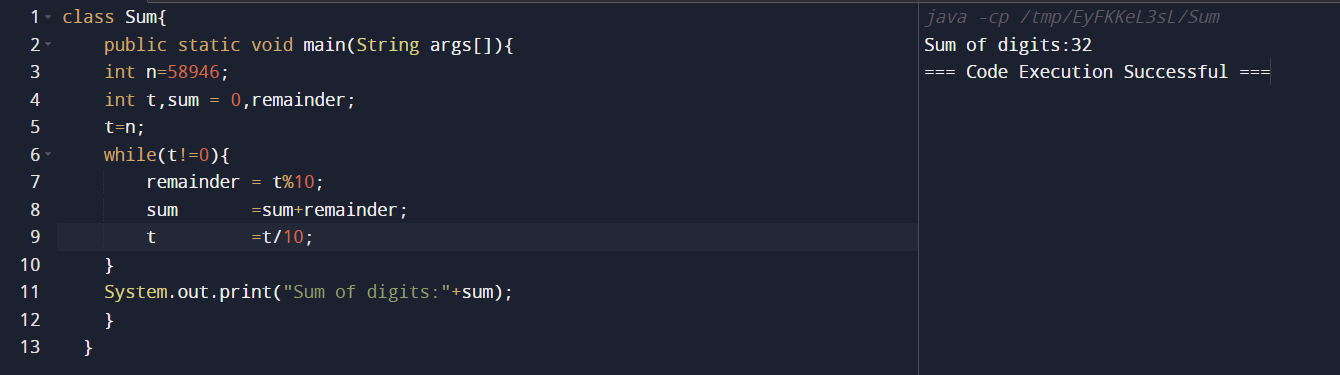 1 class Sum{
2     public static void main(String args[]){
3     int n=58946;
4     int t,sum = 0,remainder;
5     t=n;
6     while(t!=0){
7         remainder = t%10;
8         sum       =sum+remainder;
9         t         =t/10;
10     }
11     System.out.print("Sum of digits:"+sum);
12     }
13   }
java -cp /tmp/EyFKKeL3sL/Sum
Sum of digits:32
=== Code Execution Successful ===